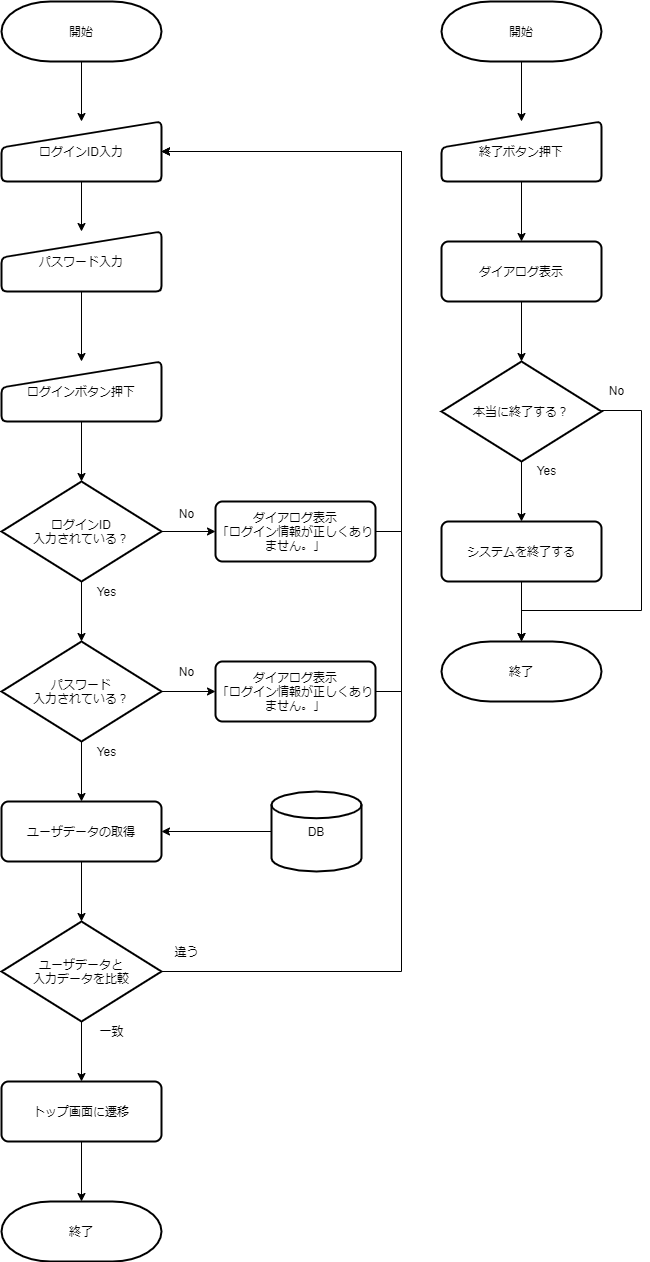 開始
ログインID入力
パスワード入力
ログインボタン押下
ログインID
入力されている？
No
ダイアログ表示
「ログイン情報が正しくあり
ません。」
Yes
パスワード
入力されている？
No
ダイアログ表示
「ログイン情報が正しくあり
ません。」
Yes
ユーザデータの取得
DB
ユーザデータと
入力データを比較
違う
一致
トップ画面に遷移
終了
開始
終了ボタン押下
ダイアログ表示
本当に終了する？
No
Yes
システムを終了する
終了